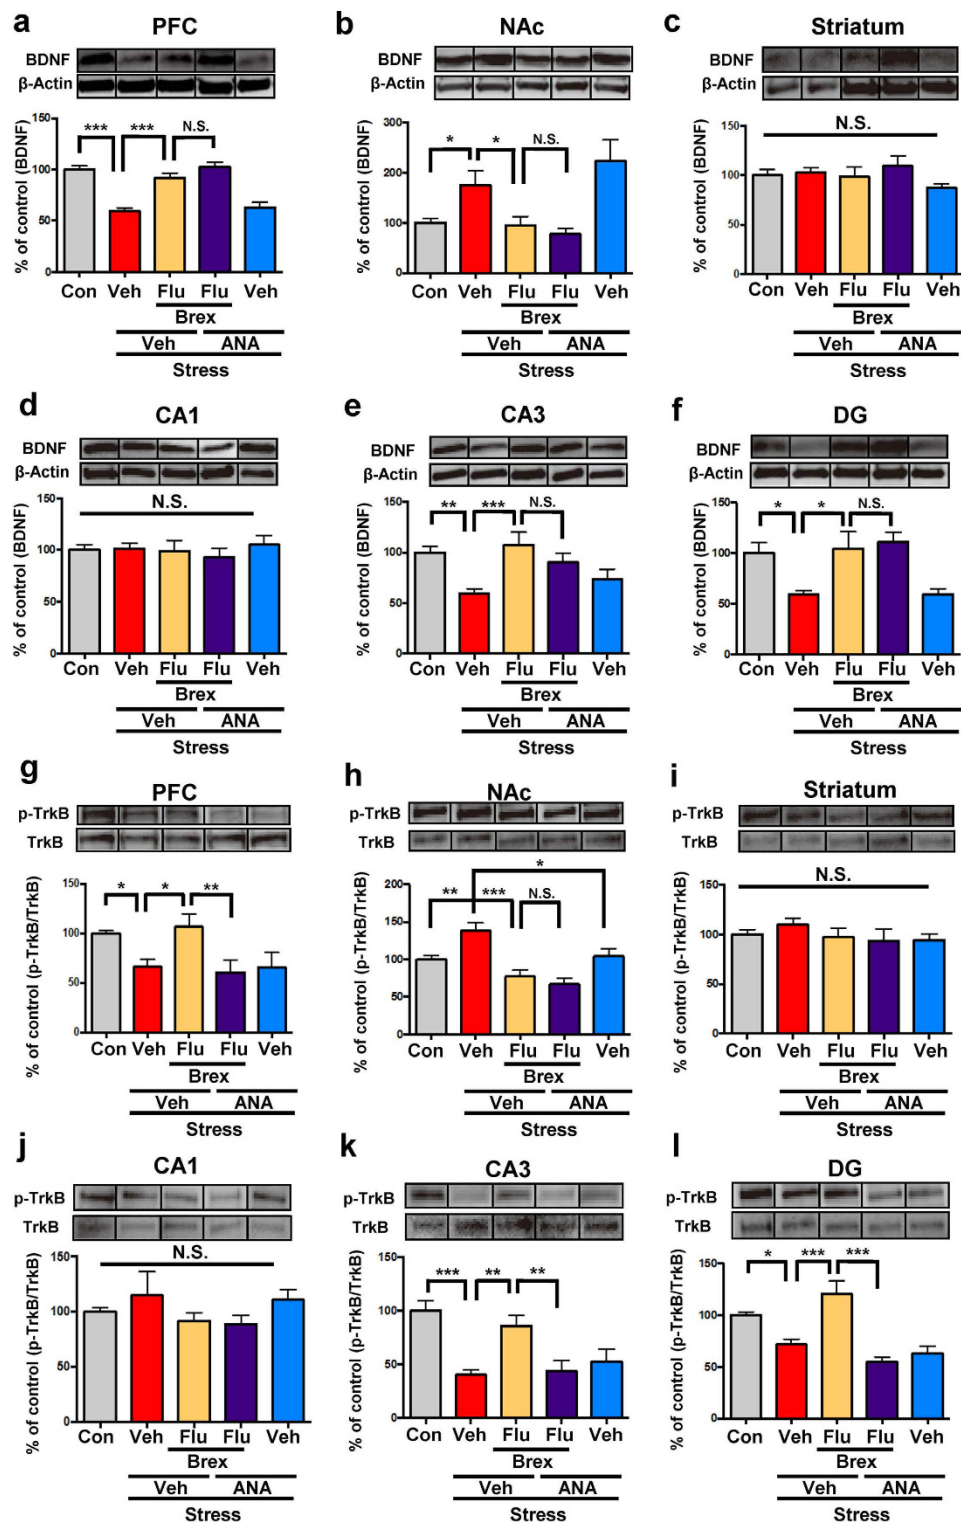 a PFC
BDNF
β-Actin
% of control (BDNF)
150
100
50
0
*** *** N.S.
Con Veh Flu Flu Veh
Brex
Veh ANA
Stress
b NAc
BDNF
β-Actin
% of control (BDNF)
300
200
100
0
* * N.S.
Con Veh Flu Flu Veh
Brex
Veh ANA
Stress
c Striatum
BDNF
β-Actin
% of control (BDNF)
150
100
50
0
N.S.
Con Veh Flu Flu Veh
Brex
Veh ANA
Stress
d CA1
BDNF
β-Actin
% of control (BDNF)
150
100
50
0
N.S.
Con Veh Flu Flu Veh
Brex
Veh ANA
Stress
e CA3
BDNF
β-Actin
% of control (BDNF)
150
100
50
0
** *** N.S.
Con Veh Flu Flu Veh
Brex
Veh ANA
Stress
f DG
BDNF
β-Actin
% of control (BDNF)
150
100
50
0
* * N.S.
Con Veh Flu Flu Veh
Brex
Veh ANA
Stress
g PFC
p-TrkB
TrkB
% of control (p-TrkB/TrkB)
150
100
50
0
* * **
Con Veh Flu Flu Veh
Brex
Veh ANA
Stress
h NAc
p-TrkB
TrkB
% of control (p-TrkB/TrkB)
200
150
100
50
0
*
** *** N.S.
Con Veh Flu Flu Veh
Brex
Veh ANA
Stress
i Striatum
p-TrkB
TrkB
% of control (p-TrkB/TrkB)
150
100
50
0
N.S.
Con Veh Flu Flu Veh
Brex
Veh ANA
Stress
j CA1
p-TrkB
TrkB
% of control (p-TrkB/TrkB)
150
100
50
0
N.S.
Con Veh Flu Flu Veh
Brex
Veh ANA
Stress
k CA3
p-TrkB
TrkB
% of control (p-TrkB/TrkB)
150
100
50
0
*** ** **
Con Veh Flu Flu Veh
Brex
Veh ANA
Stress
l DG
p-TrkB
TrkB
% of control (p-TrkB/TrkB)
150
100
50
0
* *** ***
Con Veh Flu Flu Veh
Brex
Veh ANA
Stress